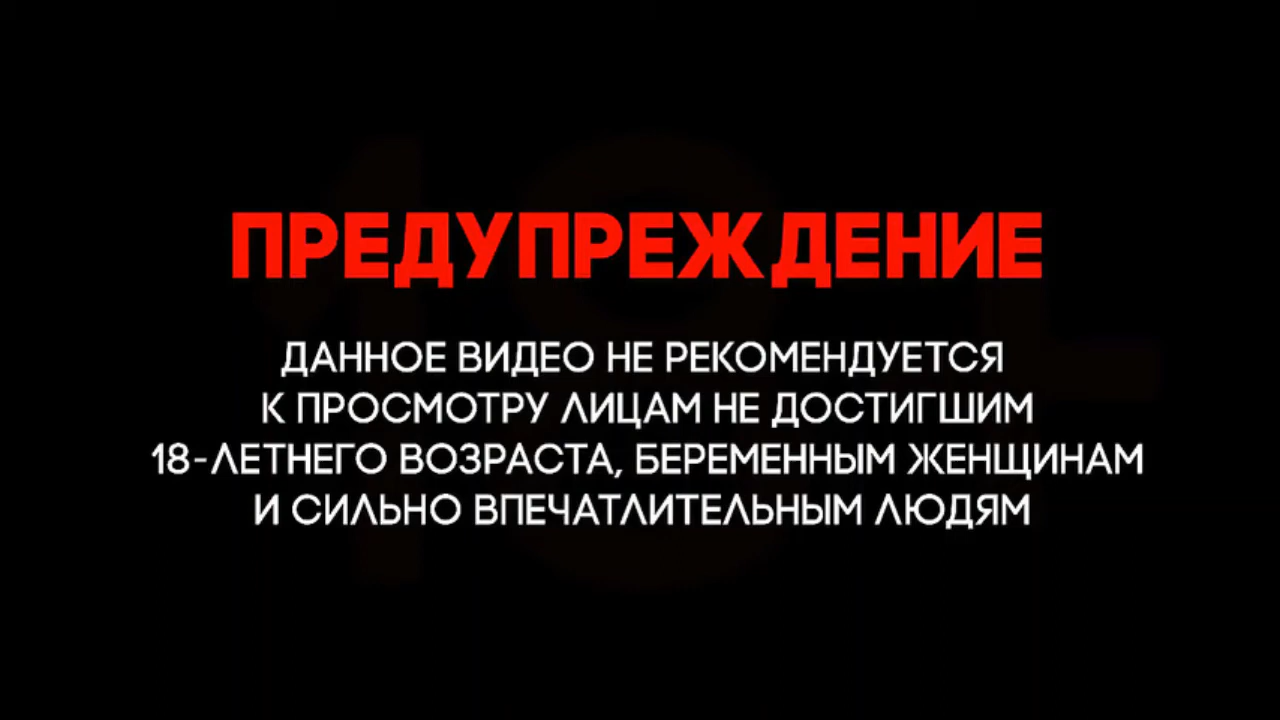 ПРЕДУПРЕЖДЕНИЕ
ДАННОЕ ВИДЕО НЕ РЕКОМЕНДУЕТСЯ
К ПРОСМОТРУ ЛИЦАМ НЕ ДОСТИГШИМ
18-ЛЕТНЕГО ВОЗРАСТА, БЕРЕМЕННЫМ ЖЕНЩИНАМ
И СИЛЬНО ВПЕЧАТЛИТЕЛЬНЫМ ЛЮДЯМ